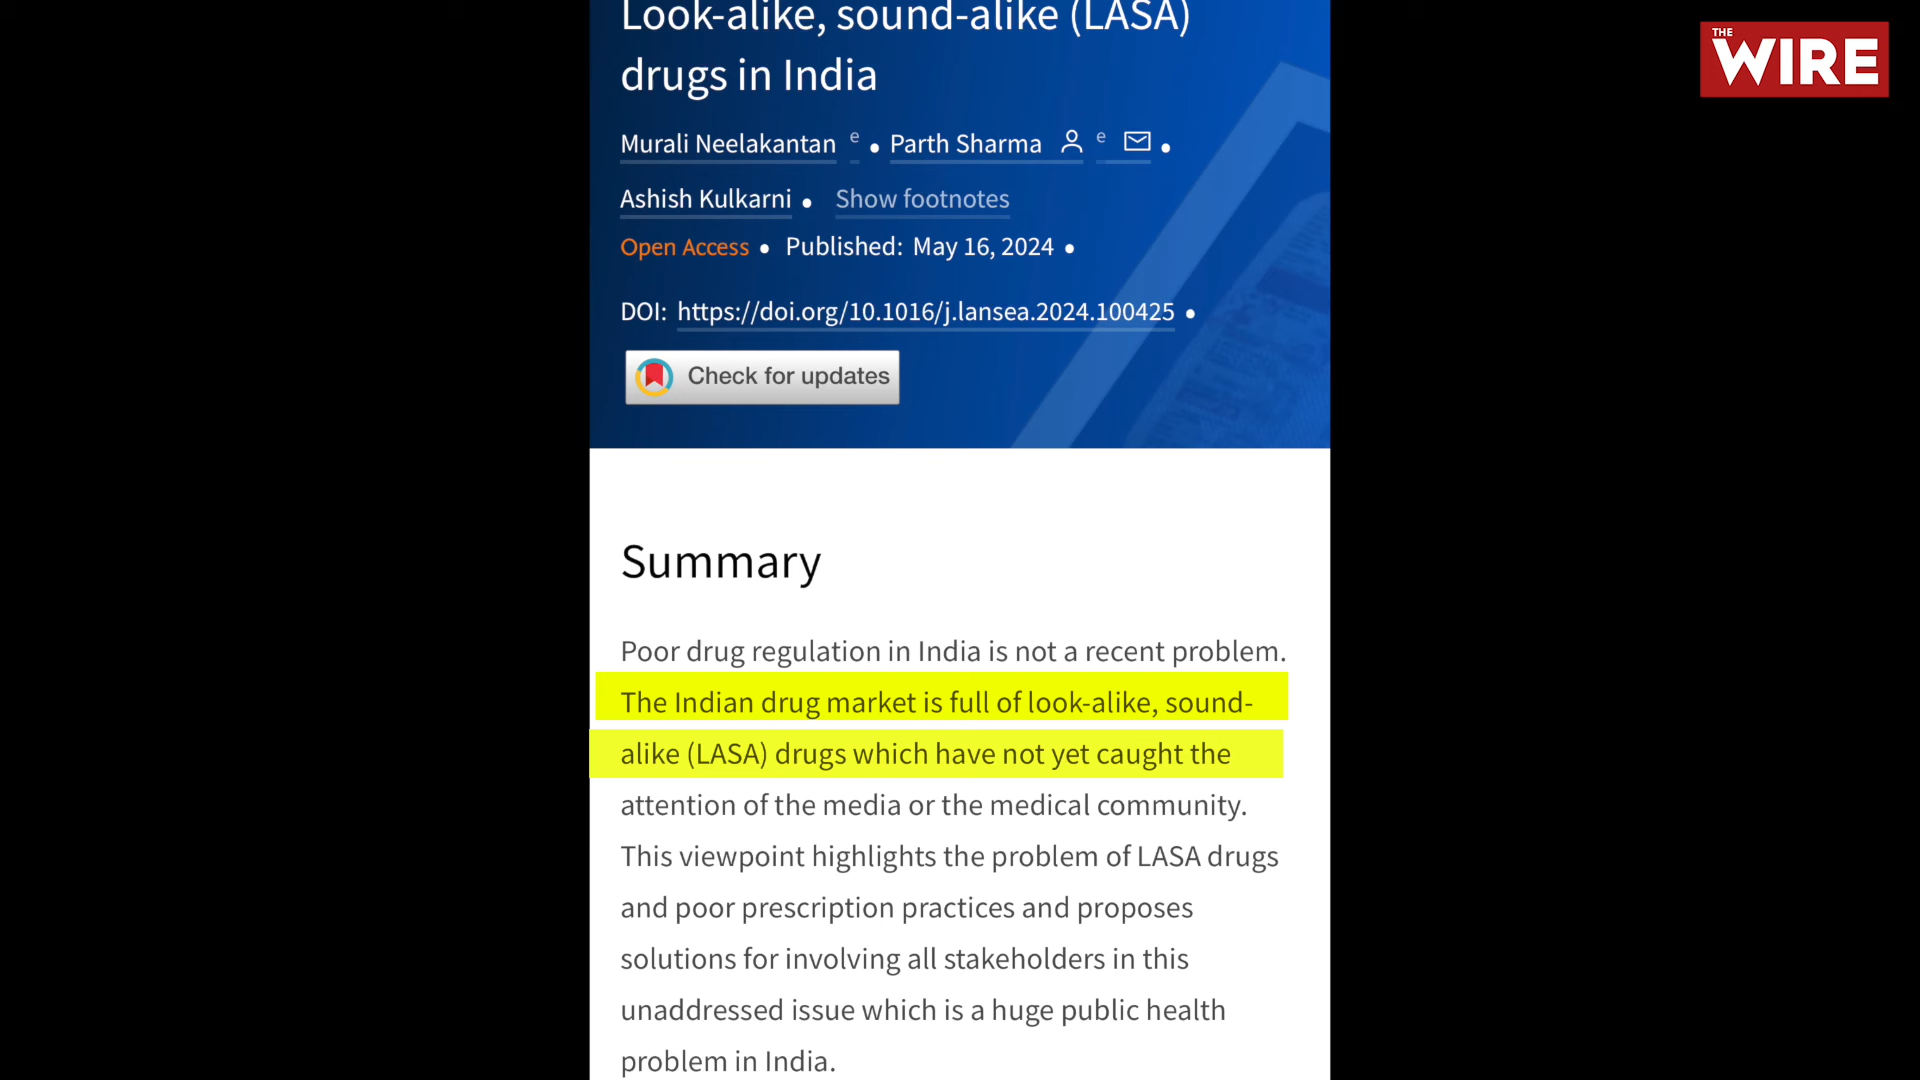 Look-alike, sound-alike (LASA)
drugs in India
THE
WIRE
Murali Neelakantan e • Parth Sharma e •
Ashish Kulkarni • Show footnotes
Open Access • Published: May 16, 2024 •
DOI: https://doi.org/10.1016/j.lansea.2024.100425 •
Check for updates
Summary
Poor drug regulation in India is not a recent problem.
The Indian drug market is full of look-alike, sound-
alike (LASA) drugs which have not yet caught the
attention of the media or the medical community.
This viewpoint highlights the problem of LASA drugs
and poor prescription practices and proposes
solutions for involving all stakeholders in this
unaddressed issue which is a huge public health
problem in India.